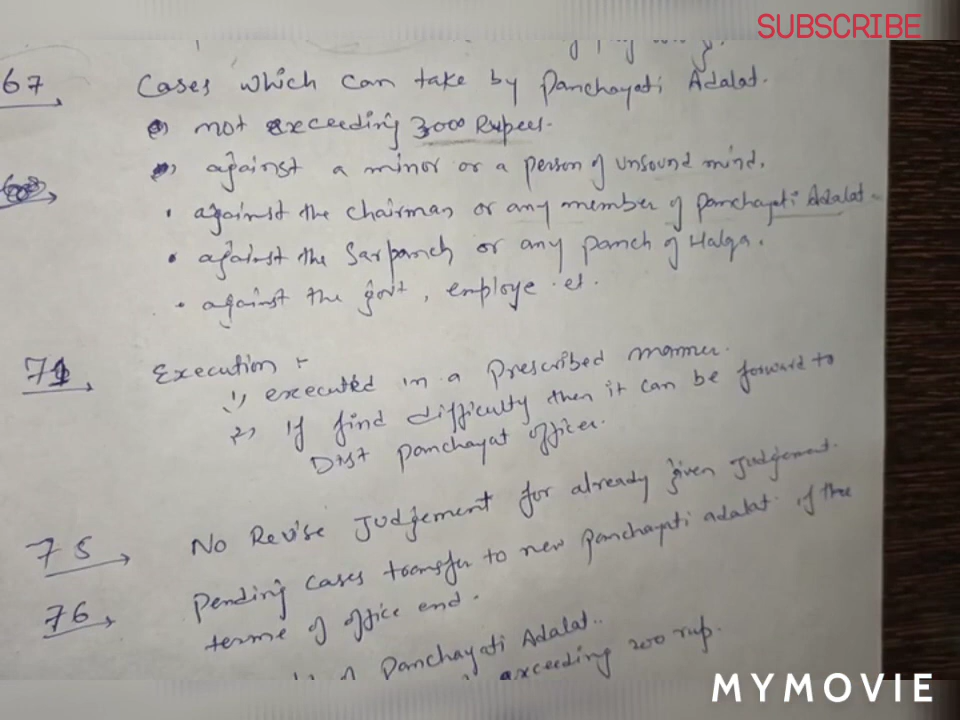 SUBSCRIBE
67 Cases which can take by Panchayati Adalat.
not exceeding 3000 Rupees.
against a minor or a person of unsound mind.
against the chairman or any member of panchayati Adalat
against the Sarpanch or any panch of Halqa.
against the govt, employe et.
71 Execution :-
1) executed in a prescribed manner.
2) If find difficulty then it can be forward to
Dist panchayat officer.
75 No Revise Judgement for already given Judgement.
76 Pending cases transfer to new panchayati adalat if the
terme of office end.
Panchayati Adalat..
exceeding 200 rup.
MYMOVIE